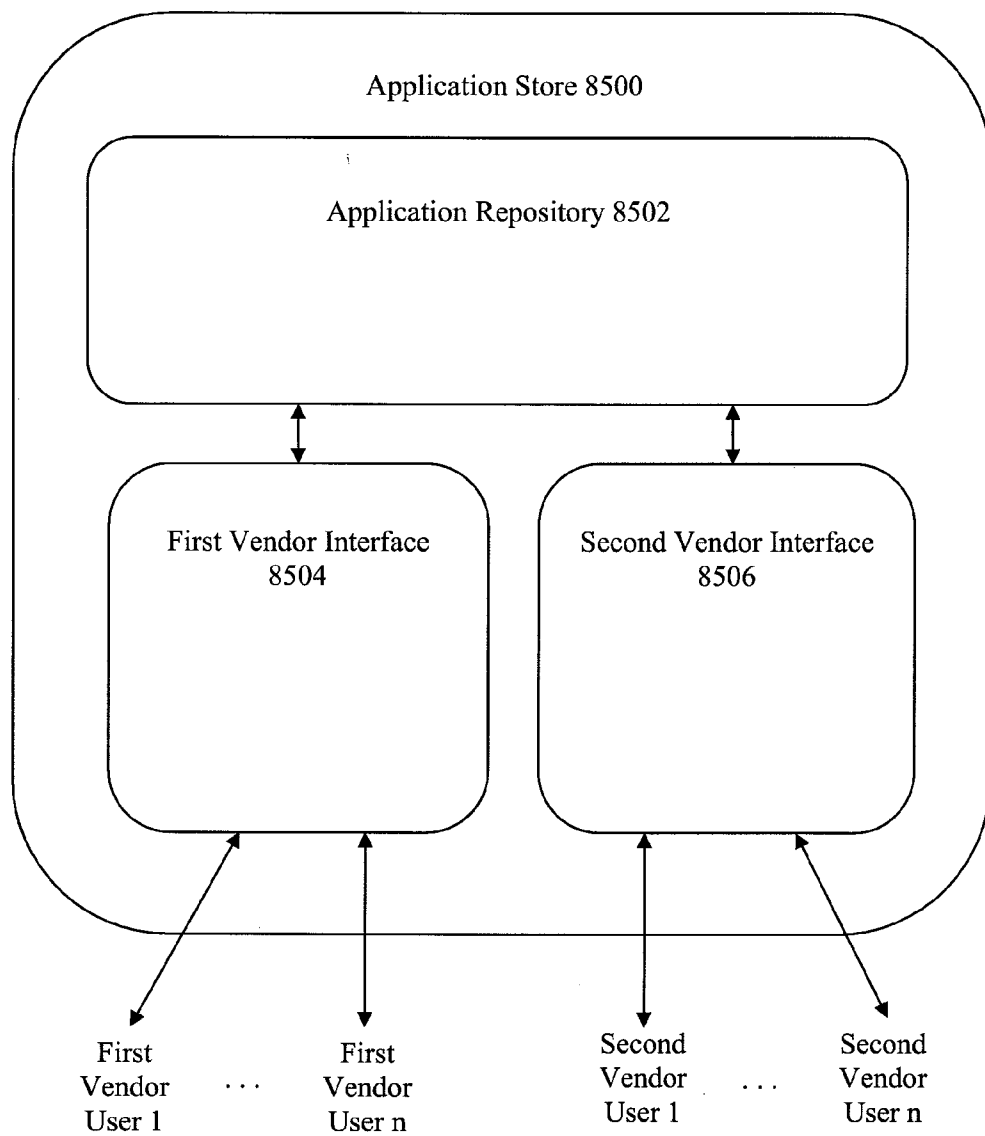 Application Store 8500
Application Repository 8502
First Vendor Interface
8504
Second Vendor Interface
8506
First
Vendor
User 1
. . .
First
Vendor
User n
Second
Vendor
User 1
. . .
Second
Vendor
User n